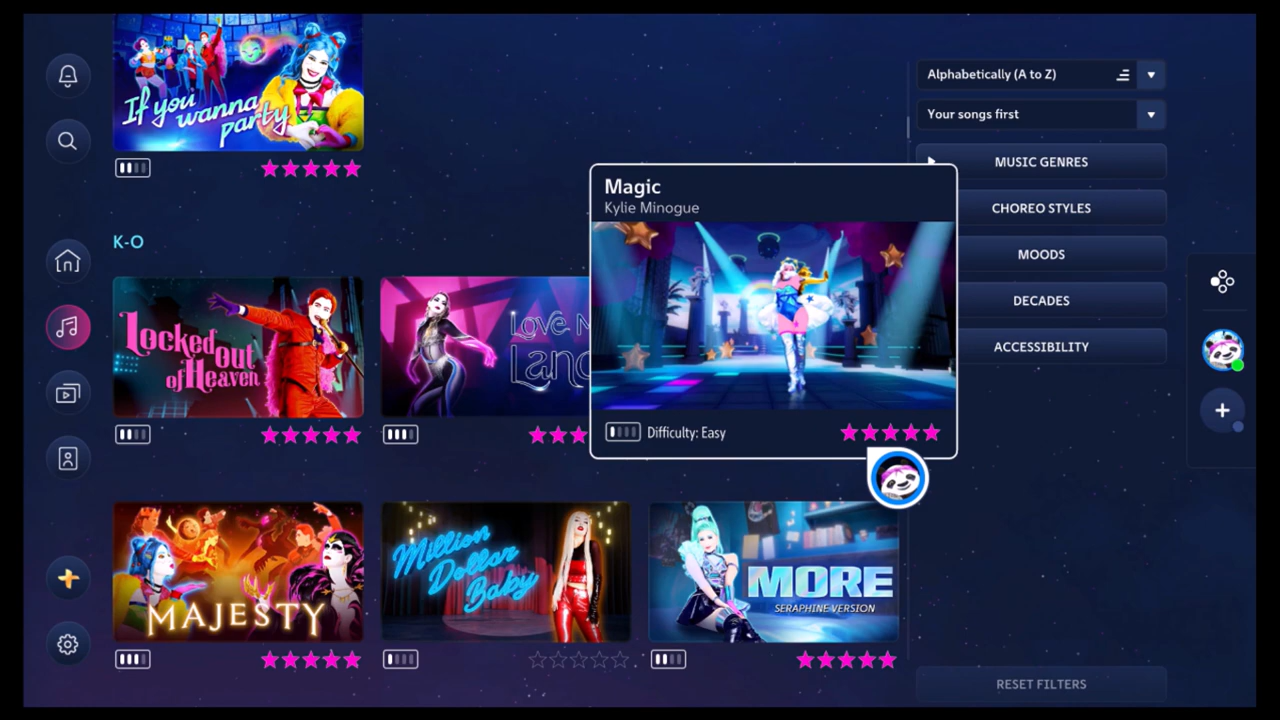 If you
wanna
party
K-O
Locked out
of Heaven
Magic
Kylie Minogue
Difficulty: Easy
MAJESTY
Million
Dollar
Baby
MORE
SERAPHINE VERSION
Alphabetically (A to Z)
Your songs first
MUSIC GENRES
CHOREO STYLES
MOODS
DECADES
ACCESSIBILITY
RESET FILTERS